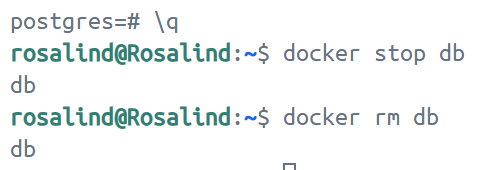 postgres=# \q
rosalind@Rosalind:~$ docker stop db
db
rosalind@Rosalind:~$ docker rm db
db